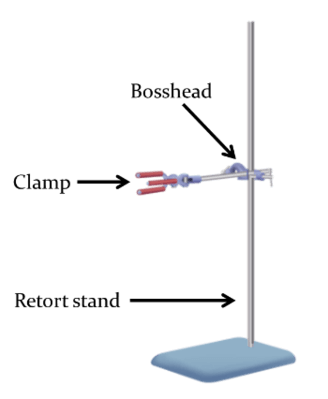 Bosshead
Clamp
Retort stand